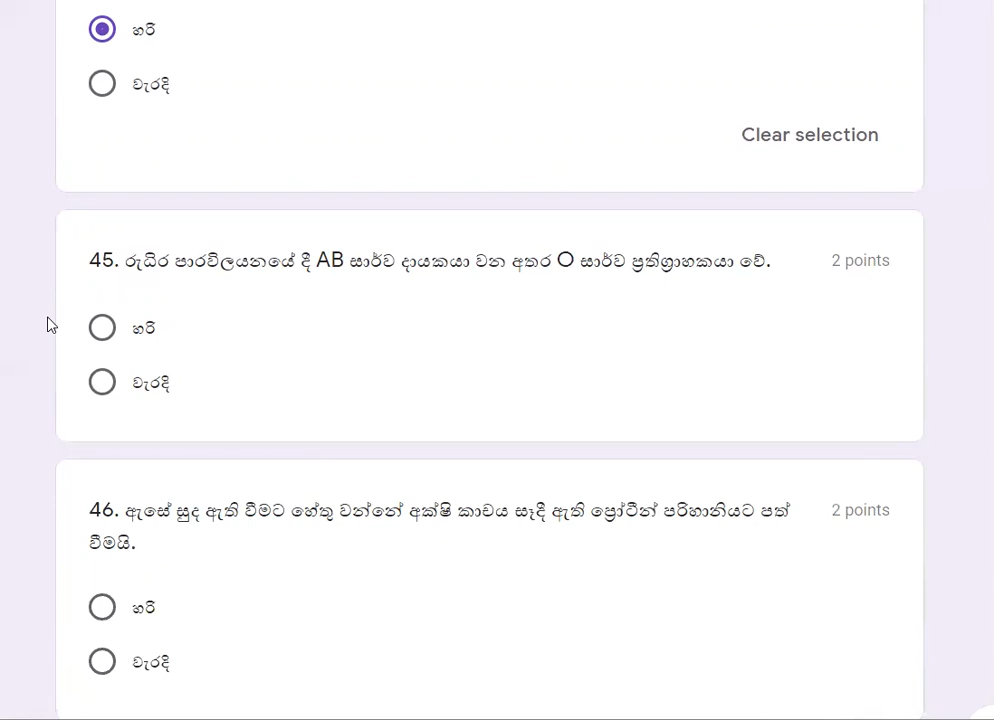 හරි
වැරදි
Clear selection
45. රුධිර පාරවිලයනයේ දී AB සාර්ව දායකයා වන අතර O සාර්ව ප්‍රතිග්‍රාහකයා වේ.
2 points
හරි
වැරදි
46. ඇසේ සුද ඇති වීමට හේතු වන්නේ අක්ෂි කාචය සෑදී ඇති ප්‍රෝටීන් පරිහානියට පත්
වීමයි.
2 points
හරි
වැරදි